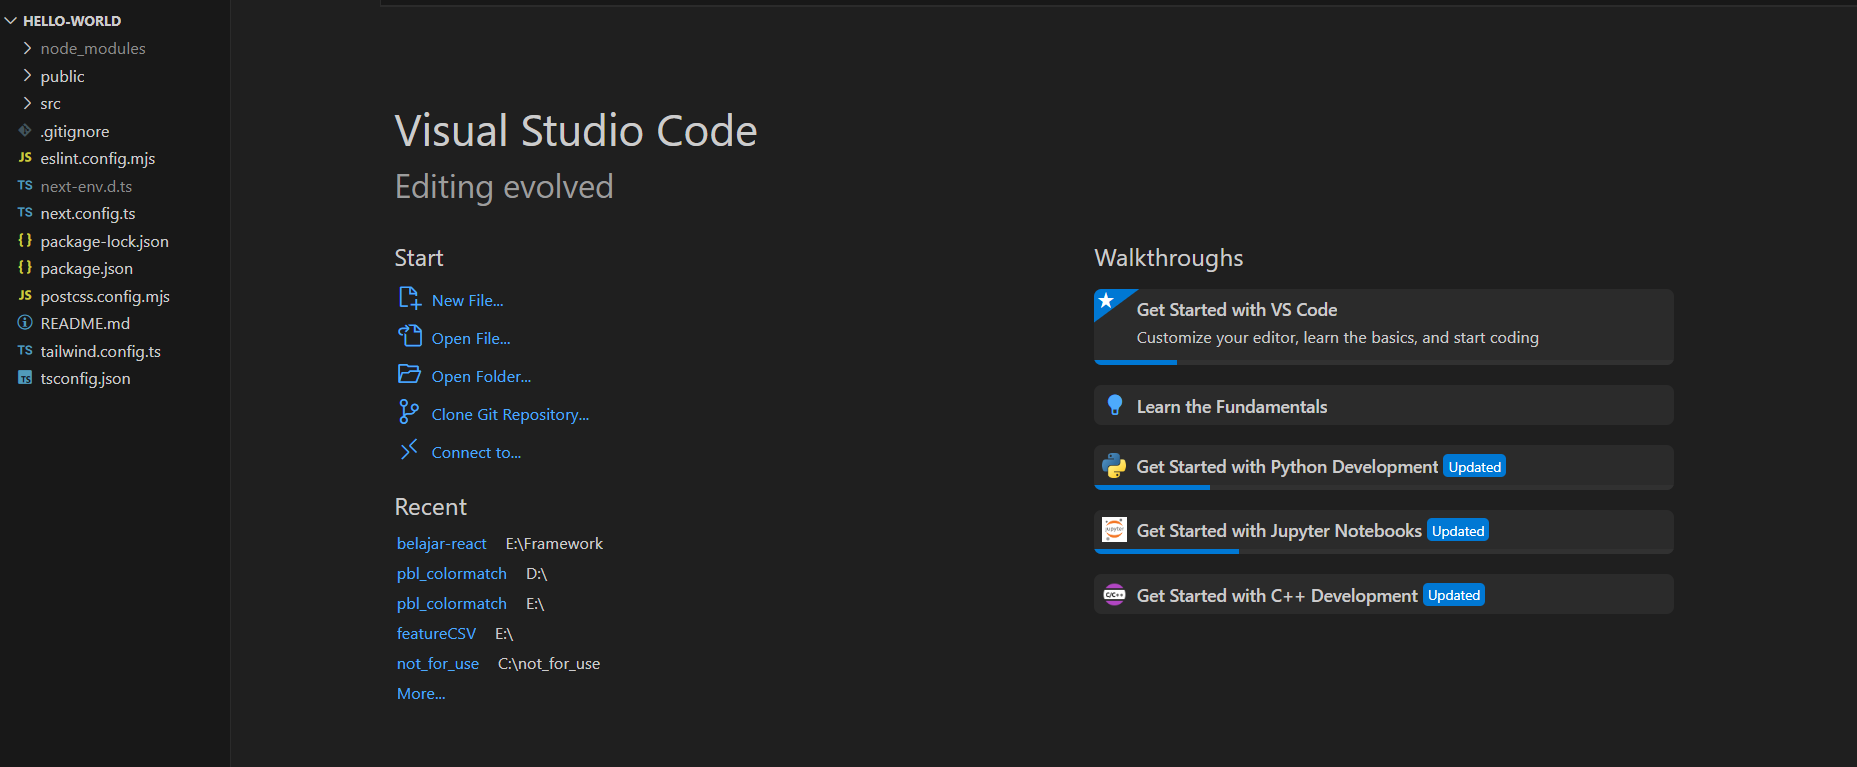 HELLO-WORLD
node_modules
public
src
.gitignore
JS eslint.config.mjs
TS next-env.d.ts
TS next.config.ts
{} package-lock.json
{} package.json
JS postcss.config.mjs
README.md
TS tailwind.config.ts
TS tsconfig.json
Visual Studio Code
Editing evolved
Start
New File...
Open File...
Open Folder...
Clone Git Repository...
Connect to...
Recent
belajar-react E:\Framework
pbl_colormatch D:\
pbl_colormatch E:\
featureCSV E:\
not_for_use C:\not_for_use
More...
Walkthroughs
Get Started with VS Code
Customize your editor, learn the basics, and start coding
Learn the Fundamentals
Get Started with Python Development Updated
jupyter Get Started with Jupyter Notebooks Updated
C/C++ Get Started with C++ Development Updated